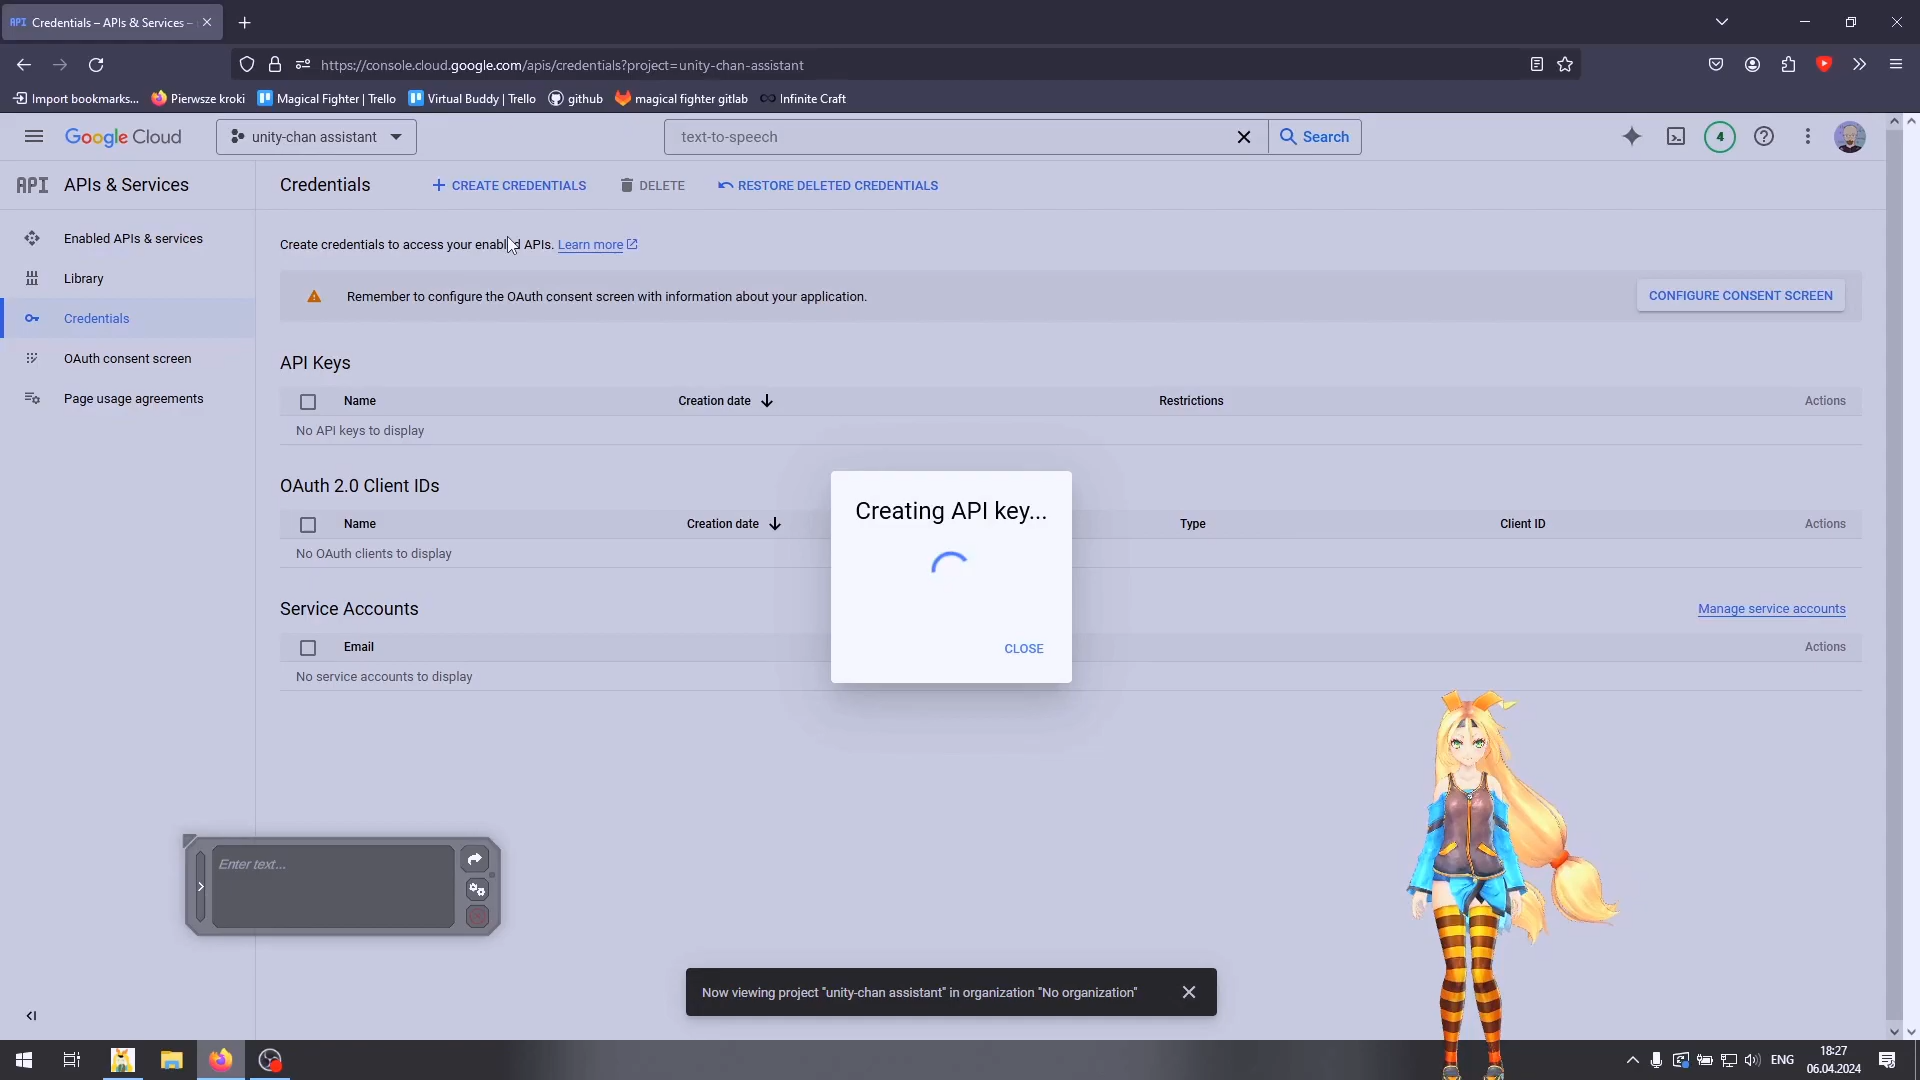 API Credentials – APIs & Services –
https://console.cloud.google.com/apis/credentials?project=unity-chan-assistant
Import bookmarks... Pierwsze kroki Magical Fighter | Trello Virtual Buddy | Trello github magical fighter gitlab Infinite Craft
Google Cloud unity-chan assistant text-to-speech Search 4
API APIs & Services Credentials + CREATE CREDENTIALS DELETE RESTORE DELETED CREDENTIALS
Enabled APIs & services
Create credentials to access your enabled APIs. Learn more
Library
Remember to configure the OAuth consent screen with information about your application. CONFIGURE CONSENT SCREEN
Credentials
OAuth consent screen
API Keys
Page usage agreements
Name Creation date Restrictions Actions
No API keys to display
OAuth 2.0 Client IDs
Creating API key...
Name Creation date Type Client ID Actions
No OAuth clients to display
Service Accounts Manage service accounts
Email Actions
CLOSE
No service accounts to display
Enter text...
Now viewing project "unity-chan assistant" in organization "No organization"
ENG 18:27
06.04.2024